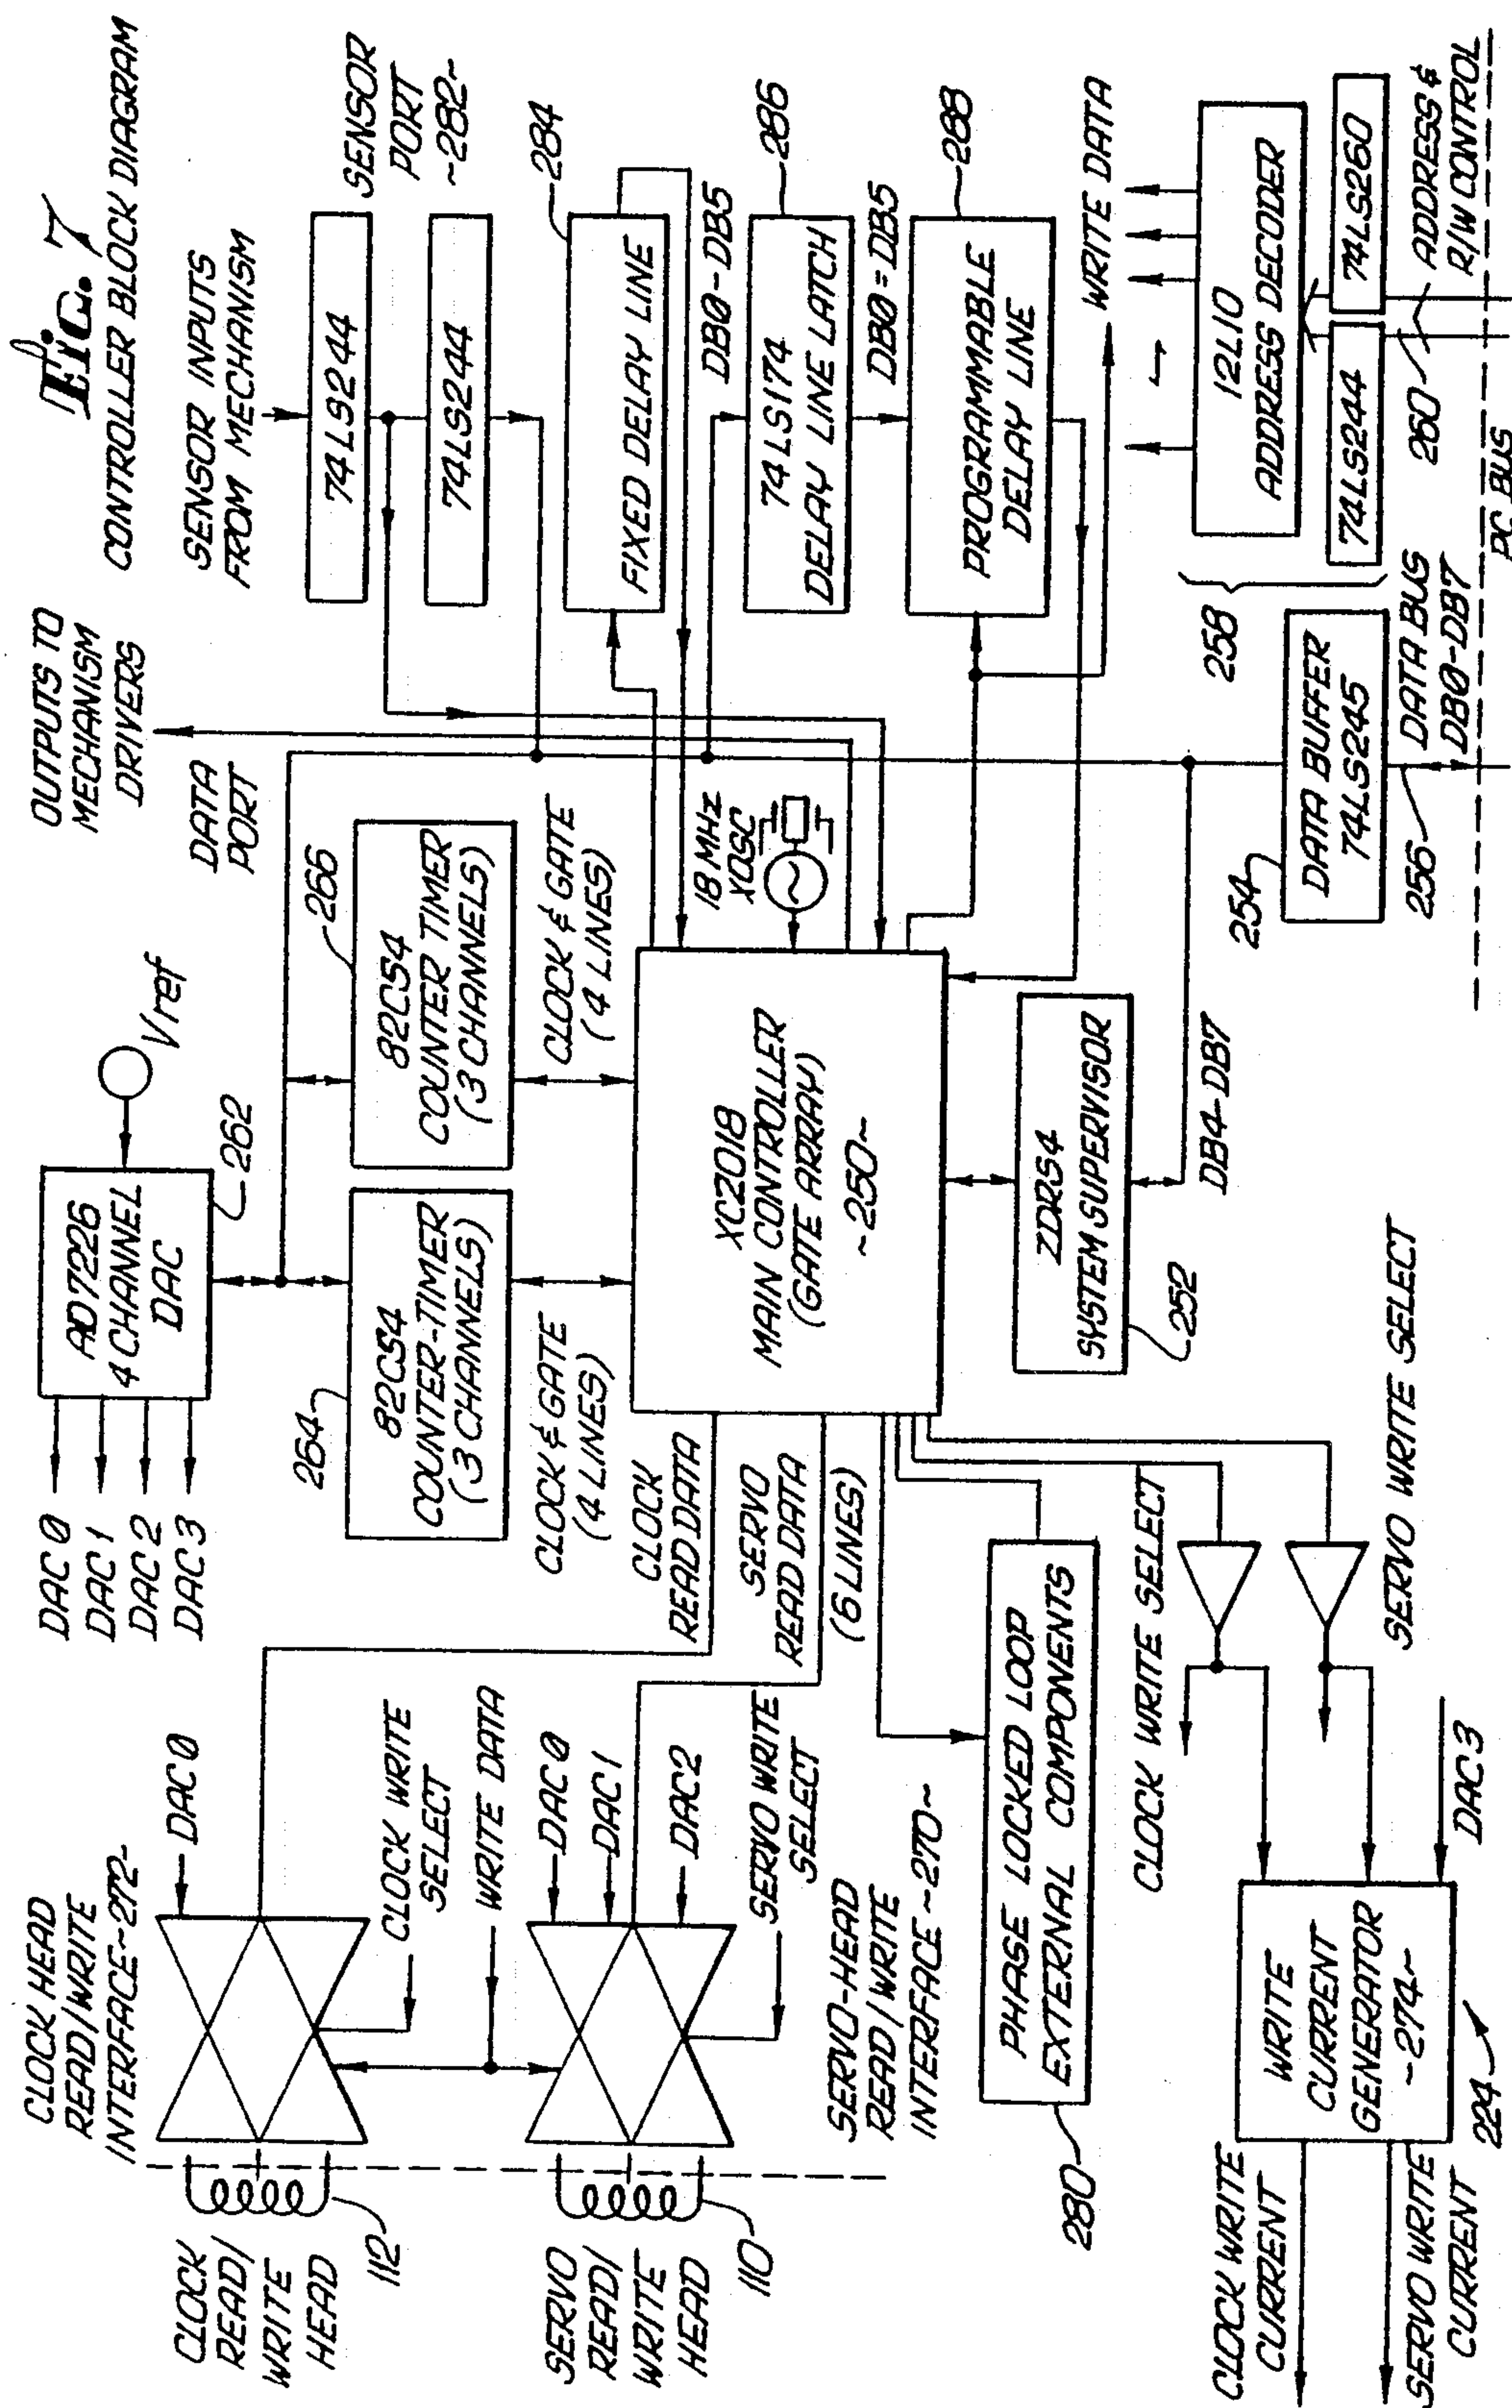 Fig. 7
CONTROLLER BLOCK DIAGRAM
DAC 0
DAC 1
DAC 2
DAC 3
AD7226
4 CHANNEL
DAC
262
Vref
OUTPUTS TO
MECHANISM
DRIVERS
DATA
PORT
SENSOR INPUTS
FROM MECHANISM
74LS244
74LS244
SENSOR
PORT
~282~
CLOCK HEAD
READ/WRITE
INTERFACE~272~
DAC 0
CLOCK
READ/
WRITE
HEAD
112
CLOCK WRITE
SELECT
WRITE DATA
264
82CS4
COUNTER-TIMER
(3 CHANNELS)
266
82CS4
COUNTER TIMER
(3 CHANNELS)
CLOCK & GATE
(4 LINES)
CLOCK & GATE
(4 LINES)
FIXED DELAY LINE
284
DB0-DB5
SERVO
READ/
WRITE
HEAD
110
DAC 0
DAC 1
DAC 2
SERVO WRITE
SELECT
SERVO-HEAD
READ/WRITE
INTERFACE~270~
CLOCK
READ DATA
SERVO
READ DATA
(6 LINES)
XC2018
MAIN CONTROLLER
(GATE ARRAY)
~250~
18 MHz
XOSC
74LS174
DELAY LINE LATCH
286
DB0=DB5
PROGRAMMABLE
DELAY LINE
288
WRITE DATA
280
PHASE LOCKED LOOP
EXTERNAL COMPONENTS
ZDRS4
SYSTEM SUPERVISOR
252
DB4-DB7
CLOCK WRITE SELECT
SERVO WRITE SELECT
258
12L10
ADDRESS DECODER
74LS244
74LS260
254
DATA BUFFER
74LS245
256
DATA BUS
DB0-DB7
260
ADDRESS &
R/W CONTROL
PC BUS
CLOCK WRITE
CURRENT
SERVO WRITE
CURRENT
WRITE
CURRENT
GENERATOR
~274~
224
DAC 3